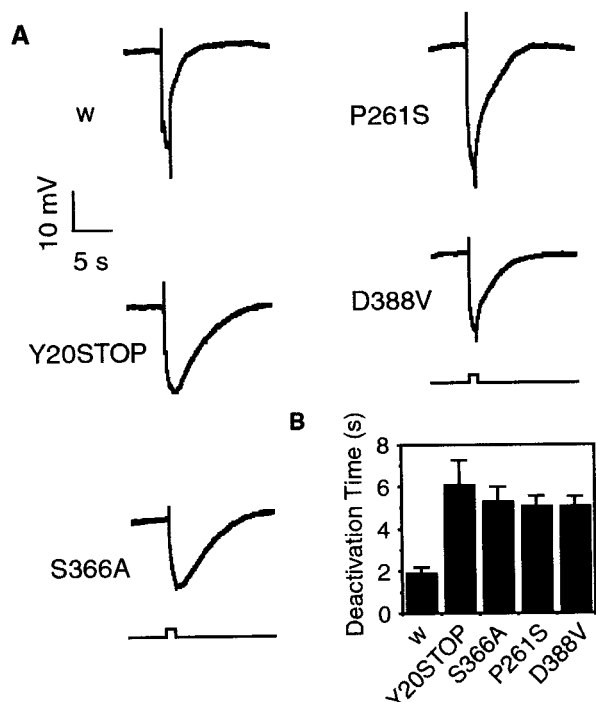 A
w
P261S
10 mV
5 s
D388V
Y20STOP
S366A
B
Deactivation Time (s)
8
6
4
2
0
w
Y20STOP
S366A
P261S
D388V